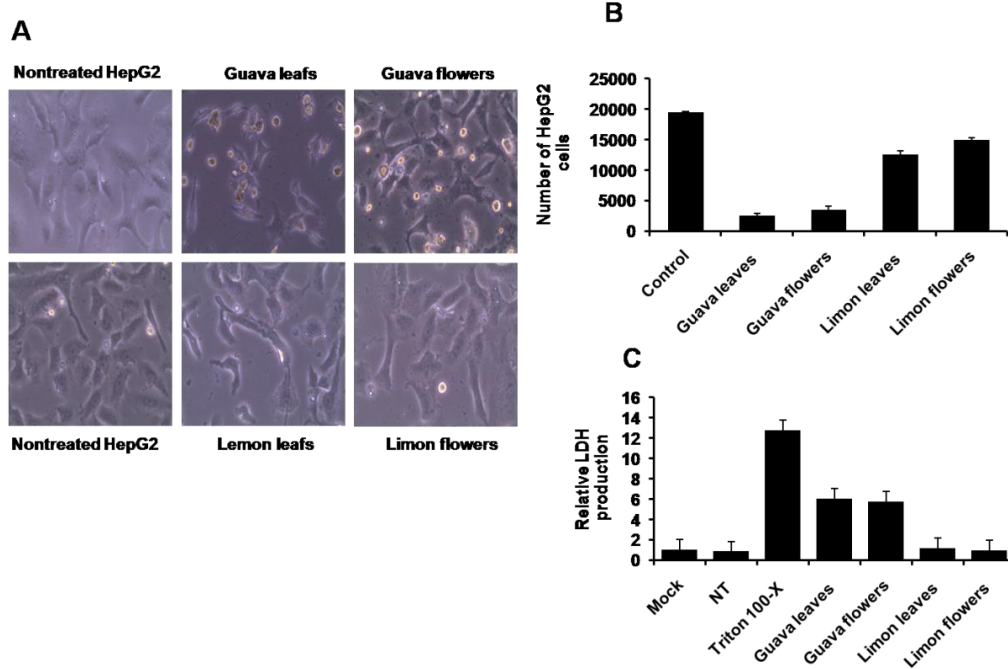 A
Nontreated HepG2
Guava leafs
Guava flowers
Nontreated HepG2
Lemon leafs
Limon flowers
B
Number of HepG2
cells
25000
20000
15000
10000
5000
0
Control
Guava leaves
Guava flowers
Limon leaves
Limon flowers
C
Relative LDH
production
16
14
12
10
8
6
4
2
0
Mock
NT
Triton 100-X
Guava leaves
Guava flowers
Limon leaves
Limon flowers